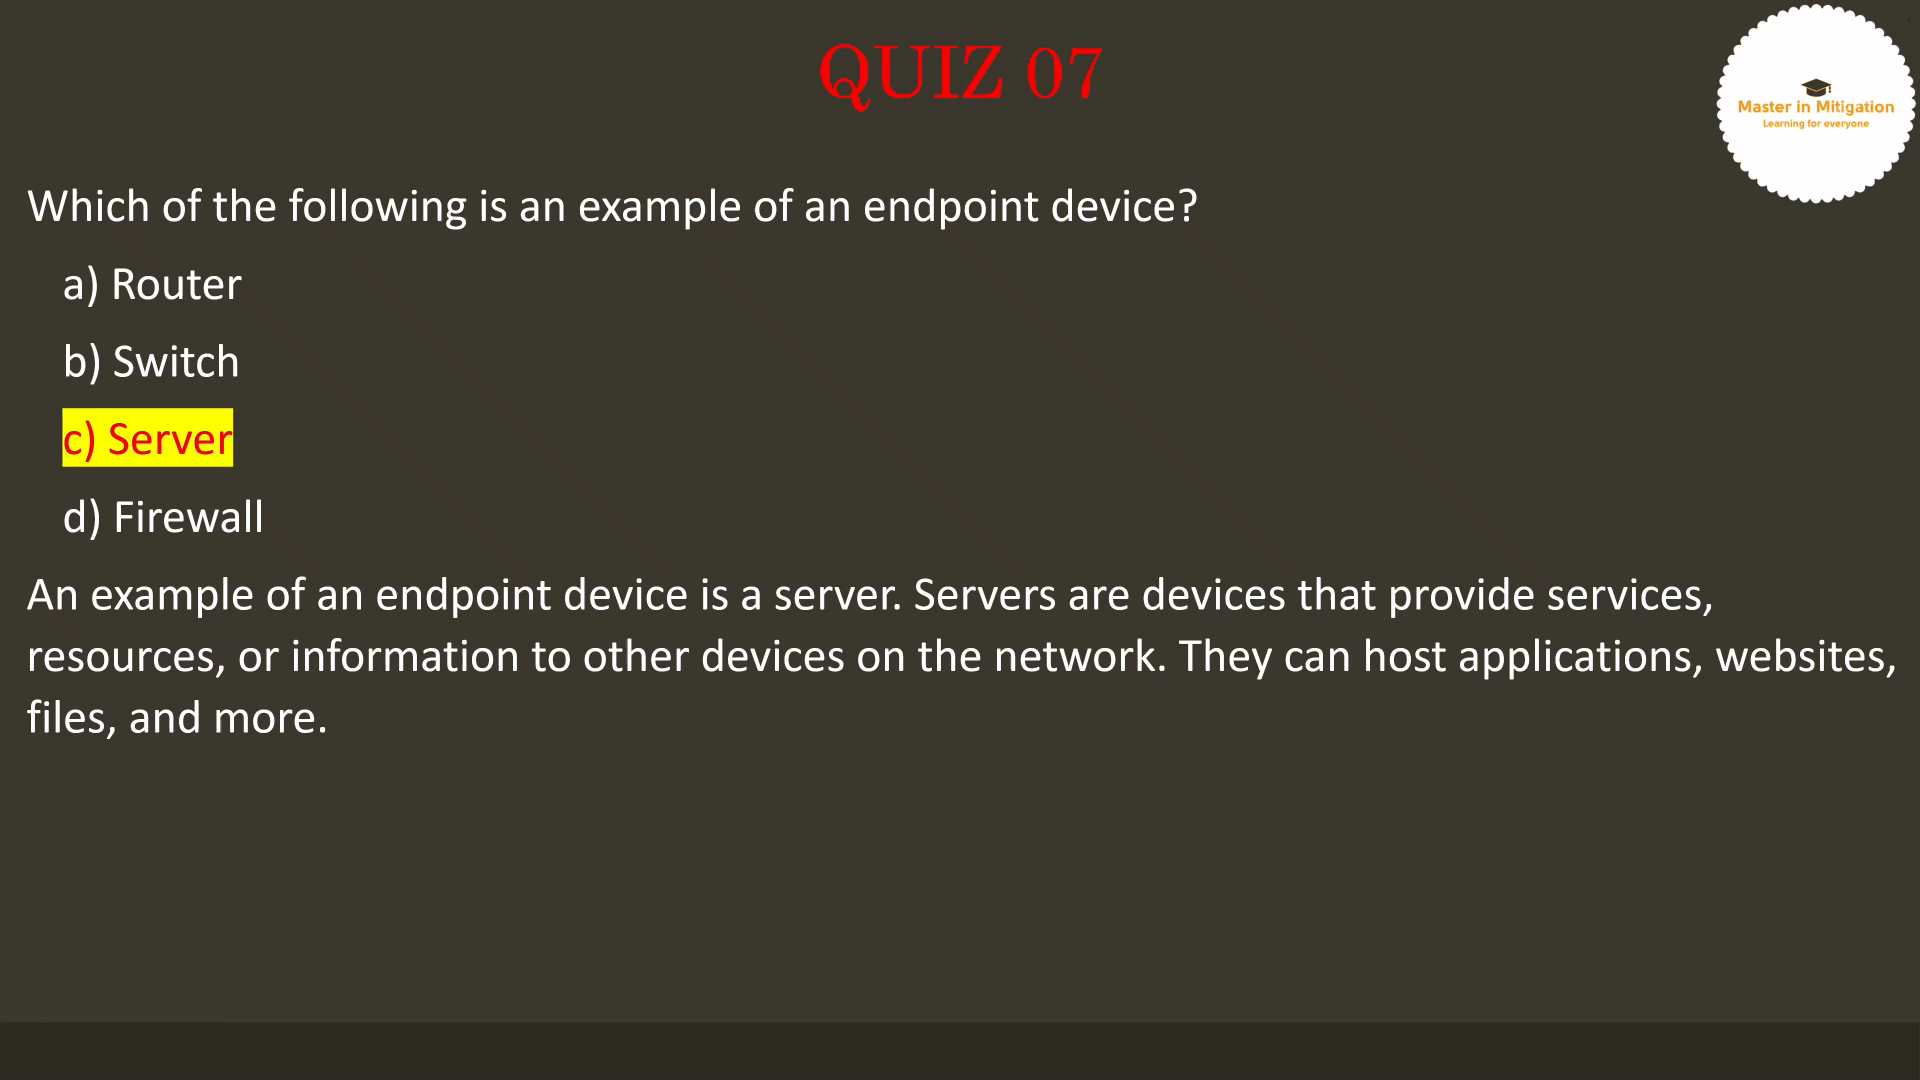 QUIZ 07
Master in Mitigation
Learning for everyone
Which of the following is an example of an endpoint device?
a) Router
b) Switch
c) Server
d) Firewall
An example of an endpoint device is a server. Servers are devices that provide services,
resources, or information to other devices on the network. They can host applications, websites,
files, and more.